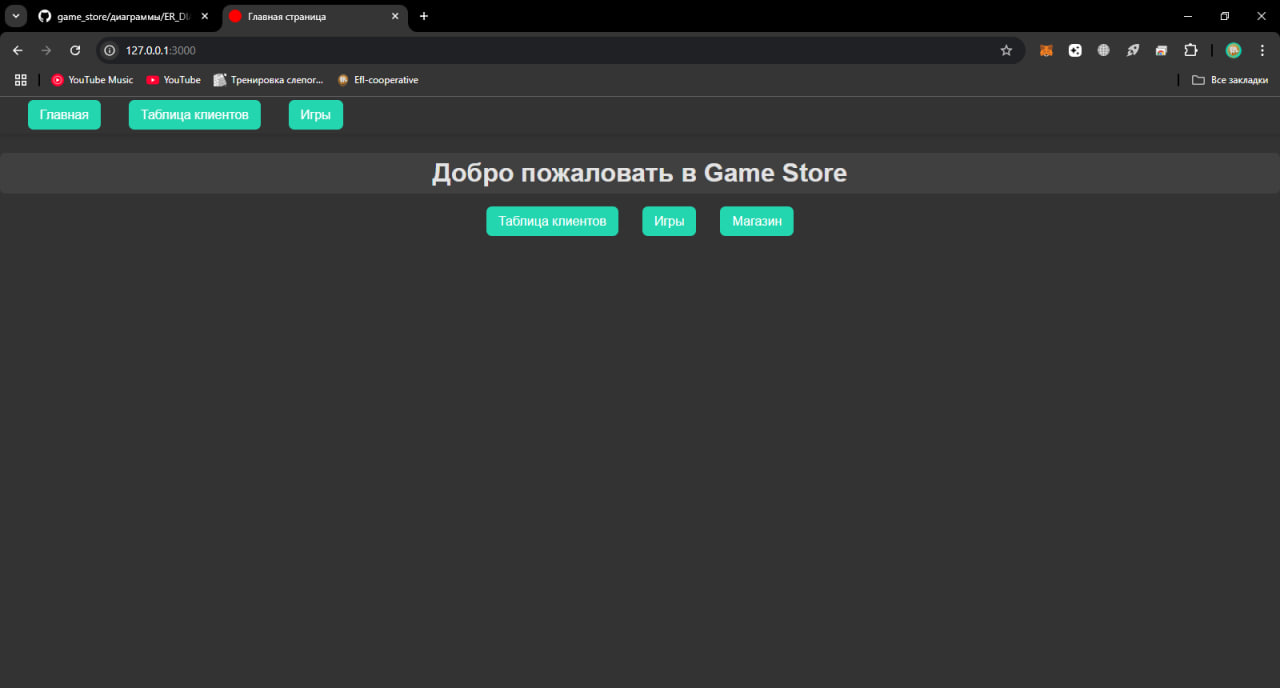 game_store/диаграммы/ER_DI
Главная страница
127.0.0.1:3000
YouTube Music YouTube Тренировка слепог... Efl-cooperative Все закладки
Главная Таблица клиентов Игры
Добро пожаловать в Game Store
Таблица клиентов Игры Магазин